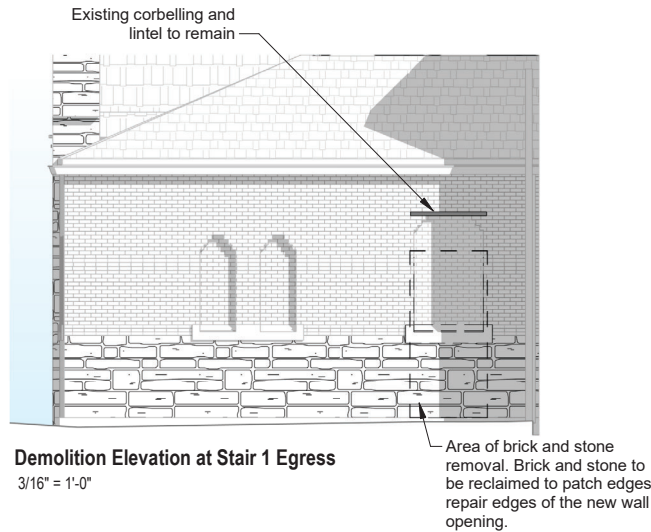 Existing corbelling and
lintel to remain
Demolition Elevation at Stair 1 Egress
3/16" = 1'-0"
Area of brick and stone
removal. Brick and stone to
be reclaimed to patch edges
repair edges of the new wall
opening.